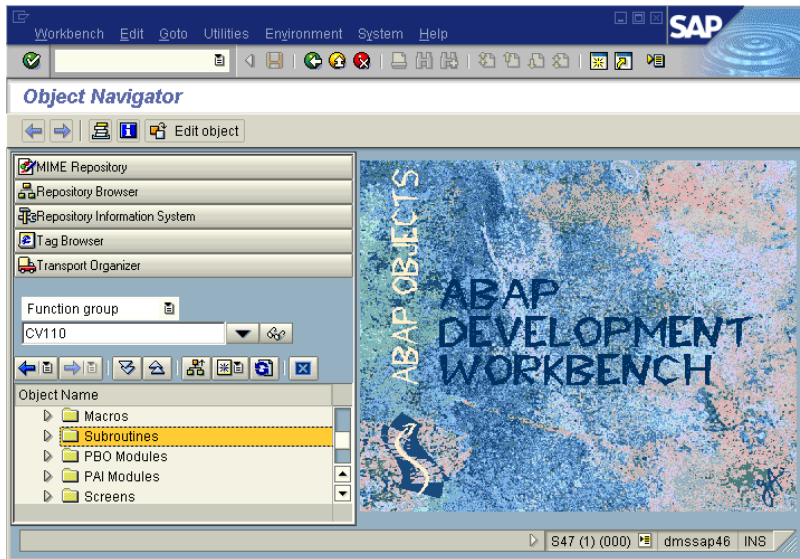 Workbench Edit Goto Utilities Environment System Help
SAP
Object Navigator
Edit object
MIME Repository
Repository Browser
Repository Information System
Tag Browser
Transport Organizer
Function group
CV110
Object Name
Macros
Subroutines
PBO Modules
PAI Modules
Screens
ABAP OBJECTS
ABAP
DEVELOPMENT
WORKBENCH
S47 (1) (000) dmssap46 INS